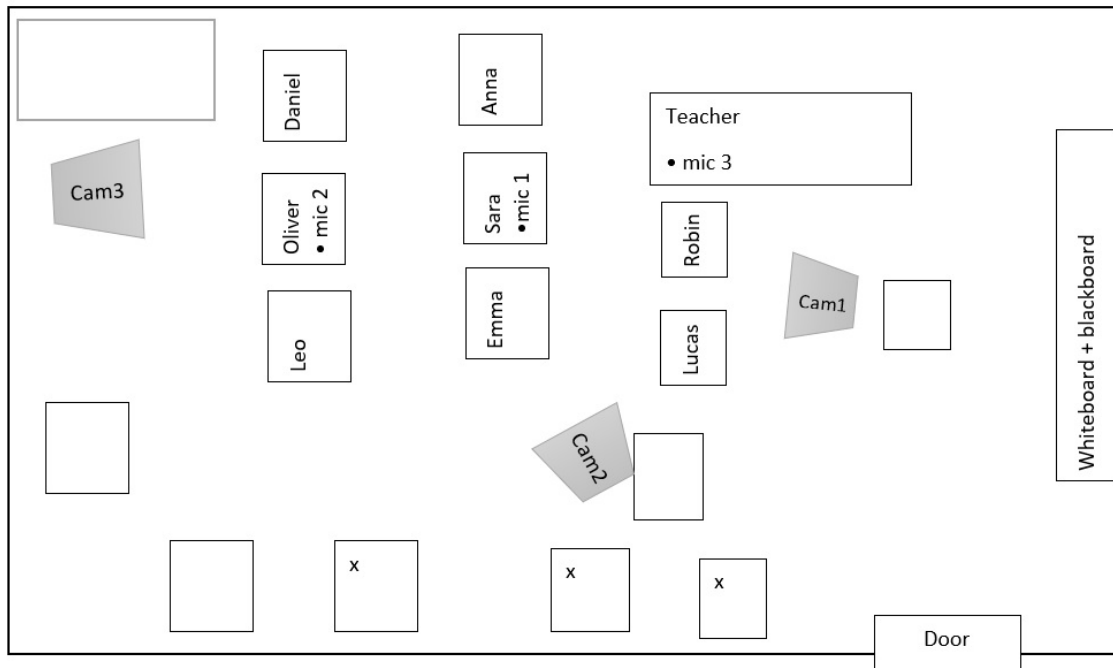 Daniel
Anna
Teacher
• mic 3
Cam3
Oliver
• mic 2
Sara
•mic 1
Robin
Cam1
Leo
Emma
Lucas
Whiteboard + blackboard
Cam2
x
x
x
Door